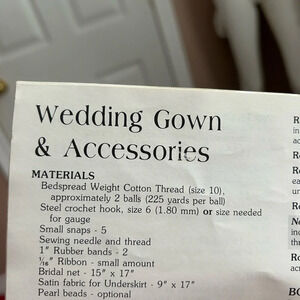 Wedding Gown
& Accessories
MATERIALS
Bedspread Weight Cotton Thread (size 10),
approximately 2 balls (225 yards per ball)
Steel crochet hook, size 6 (1.80 mm) or size needed
for gauge
Small snaps - 5
Sewing needle and thread
1" Rubber bands - 2
1/16" Ribbon - small amount
Bridal net - 15" x 17"
Satin fabric for Underskirt - 9" x 17"
Pearl beads - optional